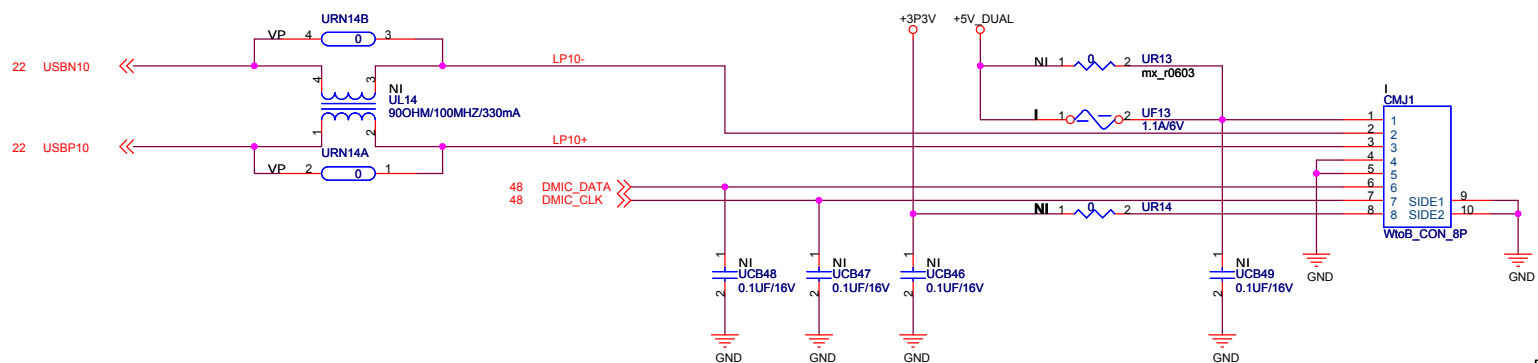 URN14B
VP 4 0 3
22 USBN10
LP10-
4 3
NI
UL14
90OHM/100MHZ/330mA
1 2
22 USBP10
LP10+
URN14A
VP 2 0 1
+3P3V
+5V_DUAL
NI 1 0 2 UR13
mx_r0603
I 1 2 UF13
1.1A/6V
48 DMIC_DATA
48 DMIC_CLK
NI 1 0 2 UR14
I
CMJ1
1 1
2 2
3 3
4 4
5 5
6 6
7 7 SIDE1 9
8 8 SIDE2 10
WtoB_CON_8P
1 NI
UCB48
2 0.1UF/16V
GND
1 NI
UCB47
2 0.1UF/16V
GND
1 NI
UCB46
2 0.1UF/16V
GND
1 NI
UCB49
2 0.1UF/16V
GND
GND
GND